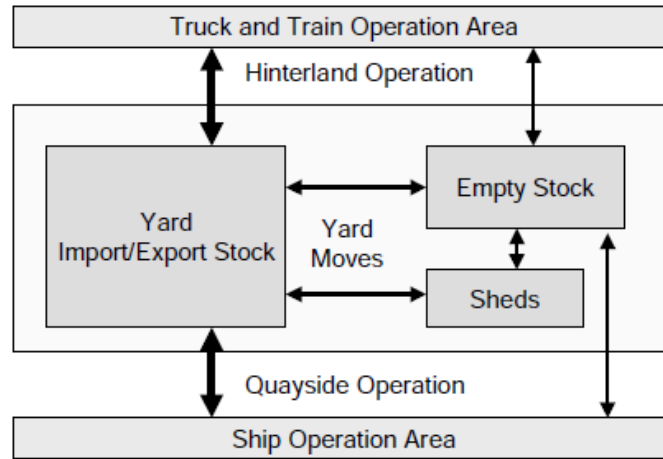 Truck and Train Operation Area
Hinterland Operation
Yard
Import/Export Stock
Yard
Moves
Empty Stock
Sheds
Quayside Operation
Ship Operation Area